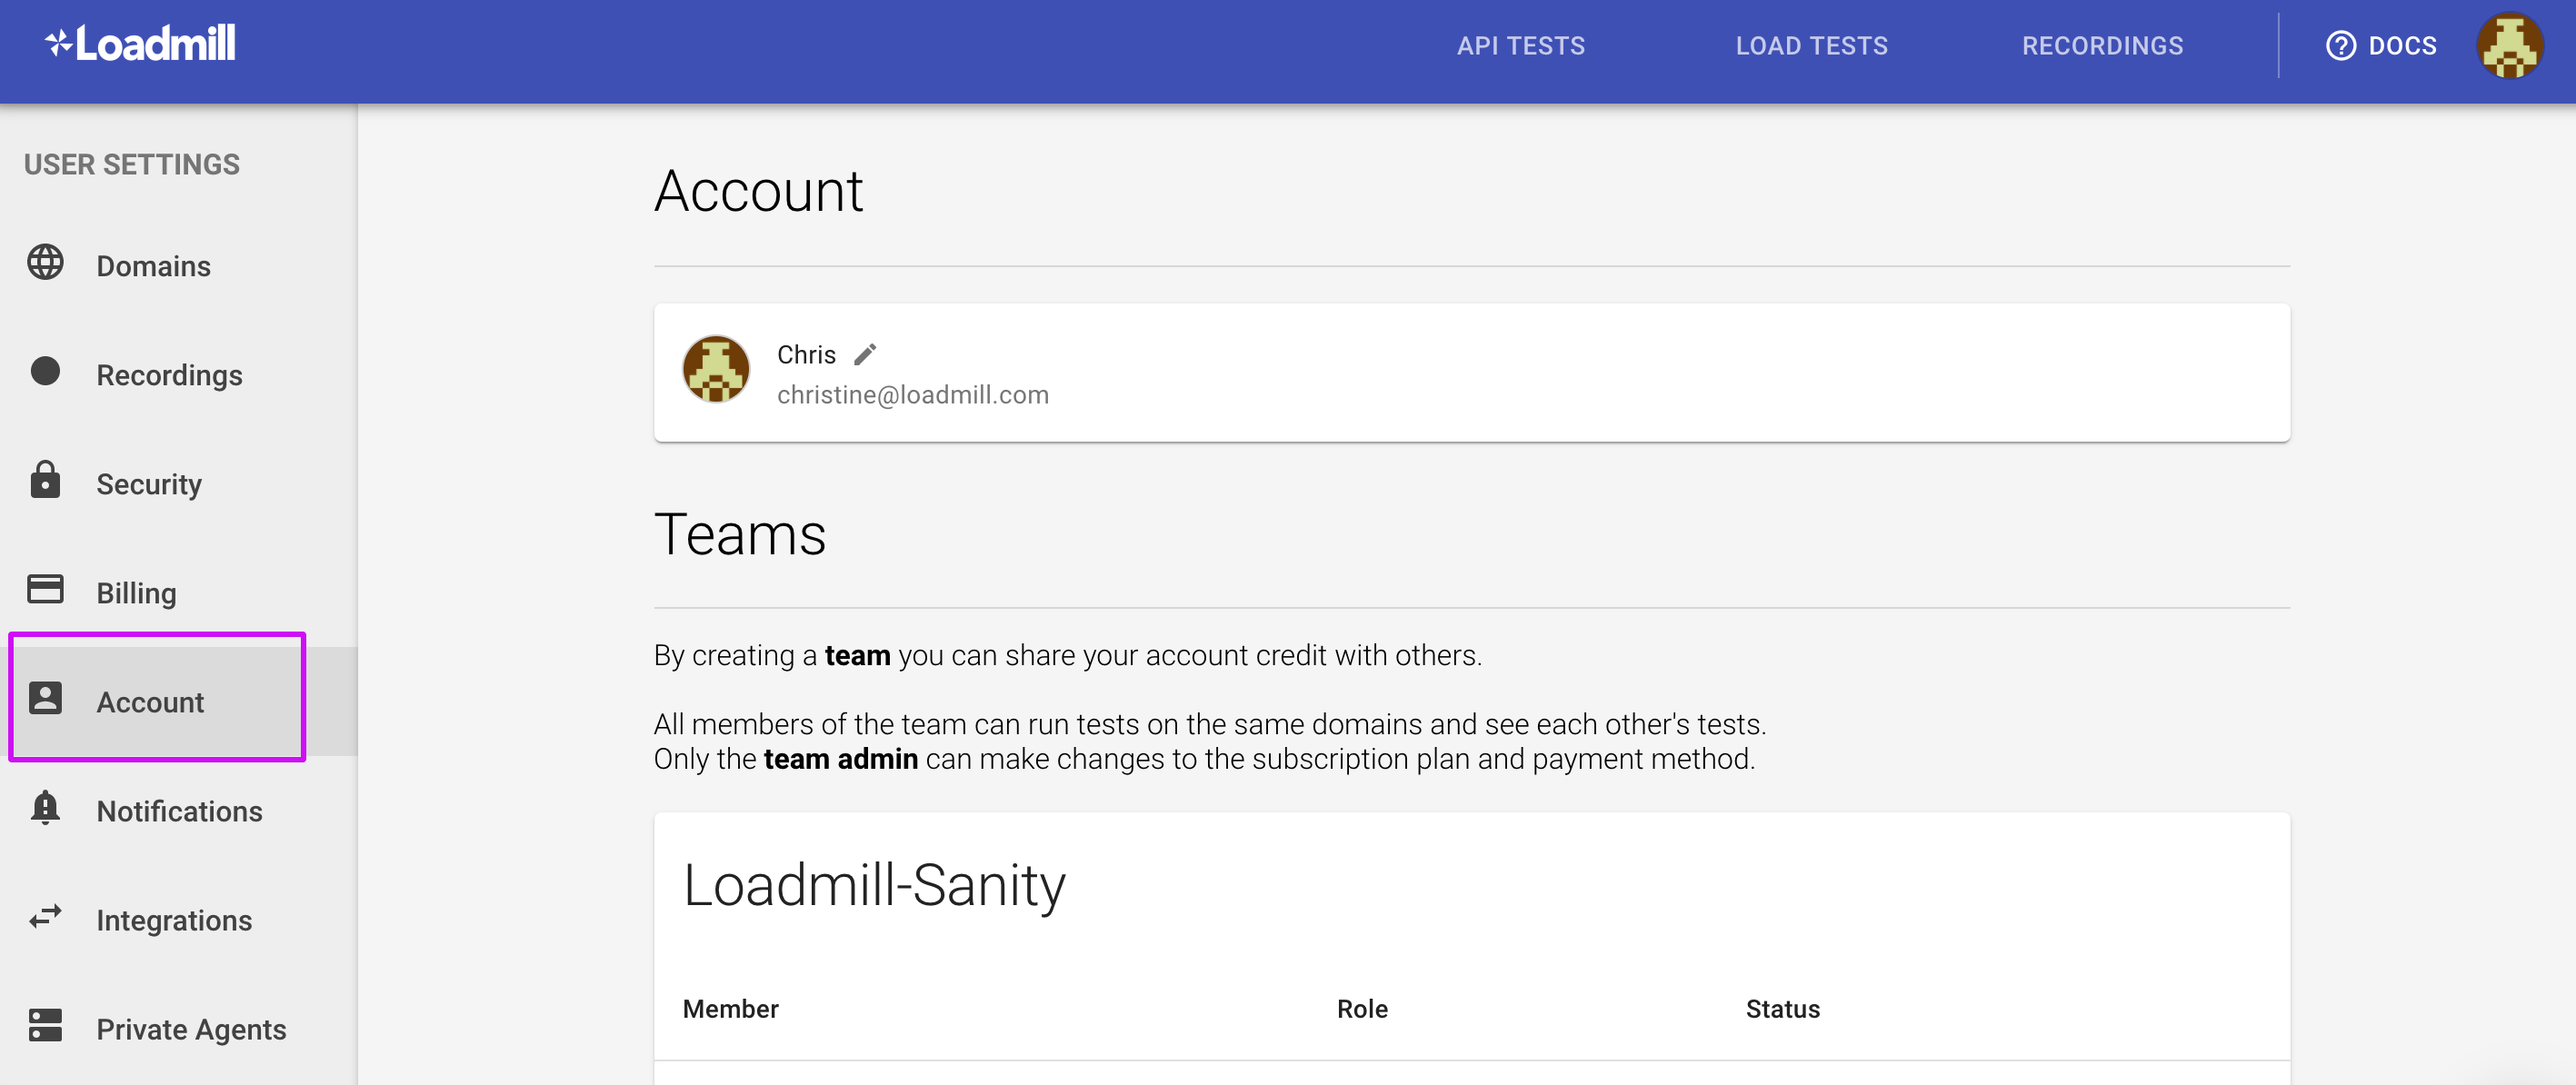 Loadmill
API TESTS
LOAD TESTS
RECORDINGS
DOCS
USER SETTINGS
Domains
Recordings
Security
Billing
Account
Notifications
Integrations
Private Agents
Account
Chris
christine@loadmill.com
Teams
By creating a team you can share your account credit with others.
All members of the team can run tests on the same domains and see each other's tests.
Only the team admin can make changes to the subscription plan and payment method.
Loadmill-Sanity
Member Role Status